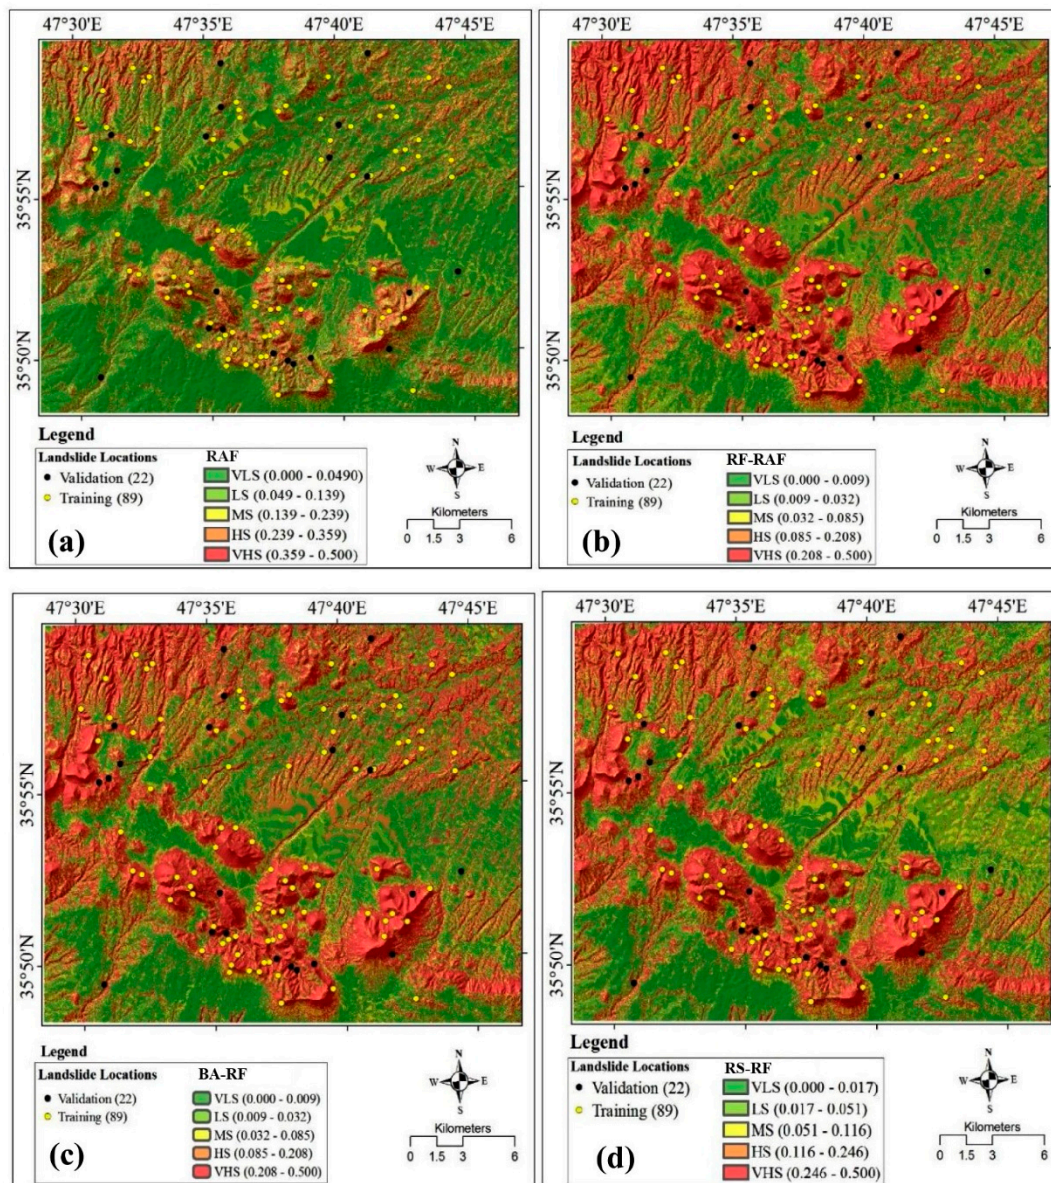 47°30'E 47°35'E 47°40'E 47°45'E
35°55'N
35°50'N
Legend
Landslide Locations
Validation (22)
Training (89)
RAF
VLS (0.000 - 0.0490)
LS (0.049 - 0.139)
MS (0.139 - 0.239)
HS (0.239 - 0.359)
VHS (0.359 - 0.500)
N
W E
S
Kilometers
0 1.5 3 6
(a)
47°30'E 47°35'E 47°40'E 47°45'E
35°55'N
35°50'N
Legend
Landslide Locations
Validation (22)
Training (89)
RF-RAF
VLS (0.000 - 0.009)
LS (0.009 - 0.032)
MS (0.032 - 0.085)
HS (0.085 - 0.208)
VHS (0.208 - 0.500)
N
W E
S
Kilometers
0 1.5 3 6
(b)
47°30'E 47°35'E 47°40'E 47°45'E
35°55'N
35°50'N
Legend
Landslide Locations
Validation (22)
Training (89)
BA-RF
VLS (0.000 - 0.009)
LS (0.009 - 0.032)
MS (0.032 - 0.085)
HS (0.085 - 0.208)
VHS (0.208 - 0.500)
N
W E
S
Kilometers
0 1.5 3 6
(c)
47°30'E 47°35'E 47°40'E 47°45'E
35°55'N
35°50'N
Legend
Landslide Locations
Validation (22)
Training (89)
RS-RF
VLS (0.000 - 0.017)
LS (0.017 - 0.051)
MS (0.051 - 0.116)
HS (0.116 - 0.246)
VHS (0.246 - 0.500)
N
W E
S
Kilometers
0 1.5 3 6
(d)